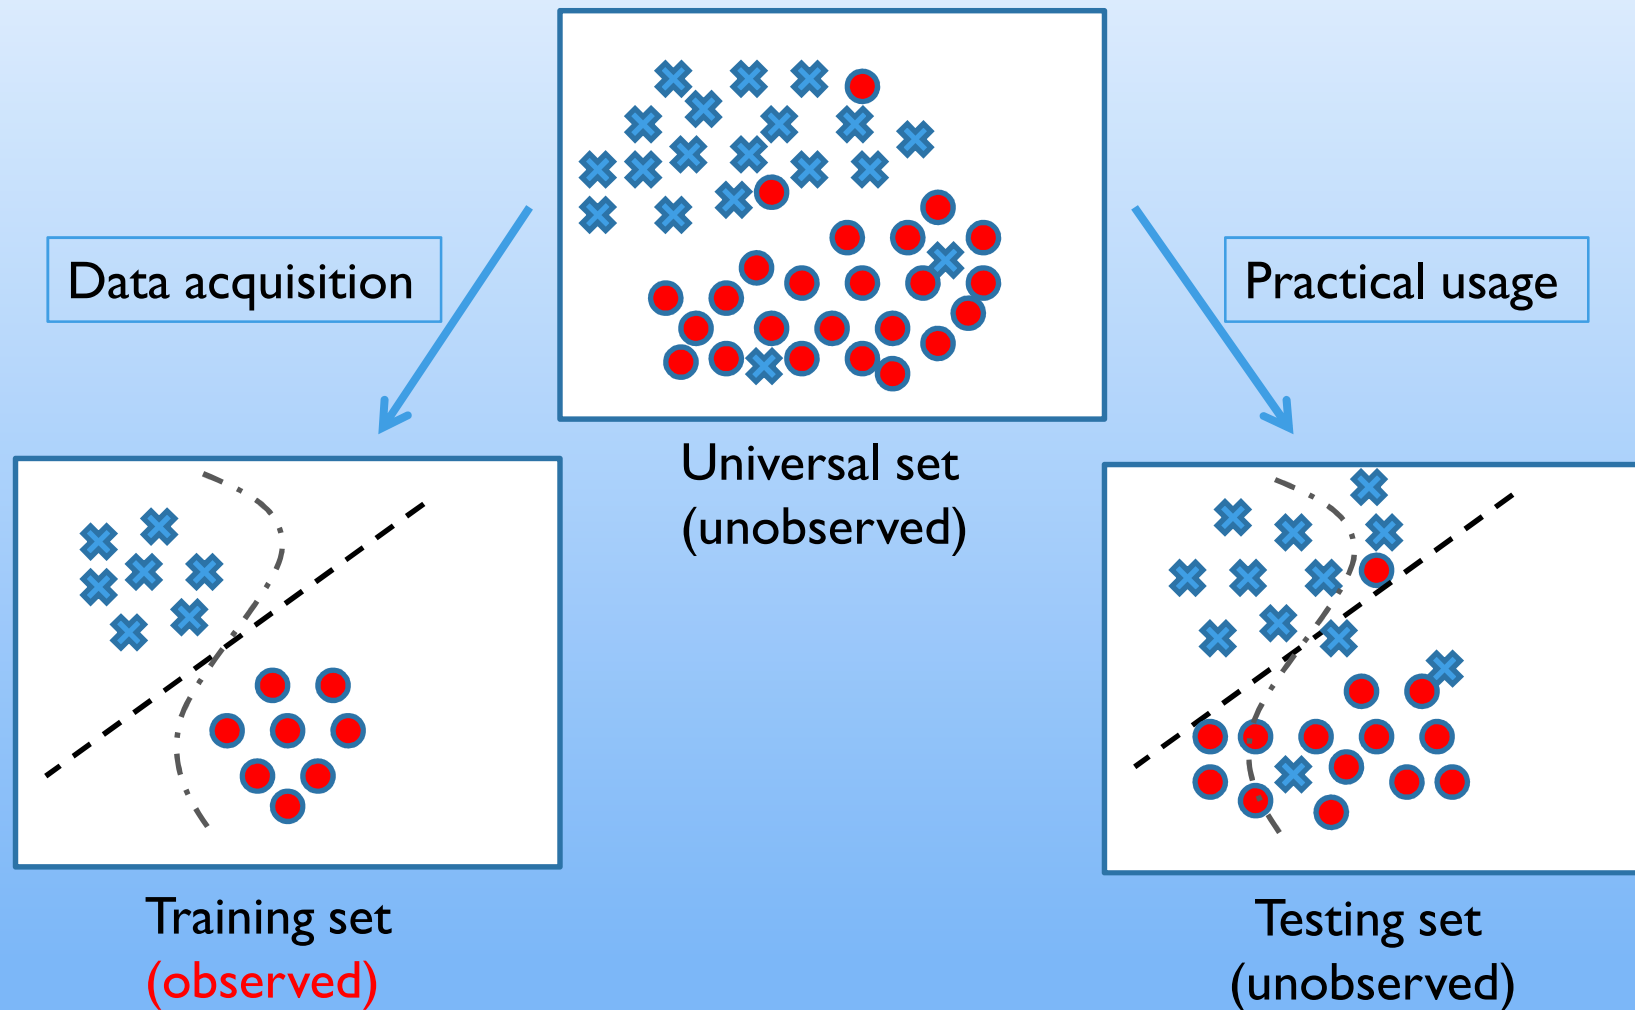 Data acquisition
Practical usage
Universal set
(unobserved)
Training set
(observed)
Testing set
(unobserved)